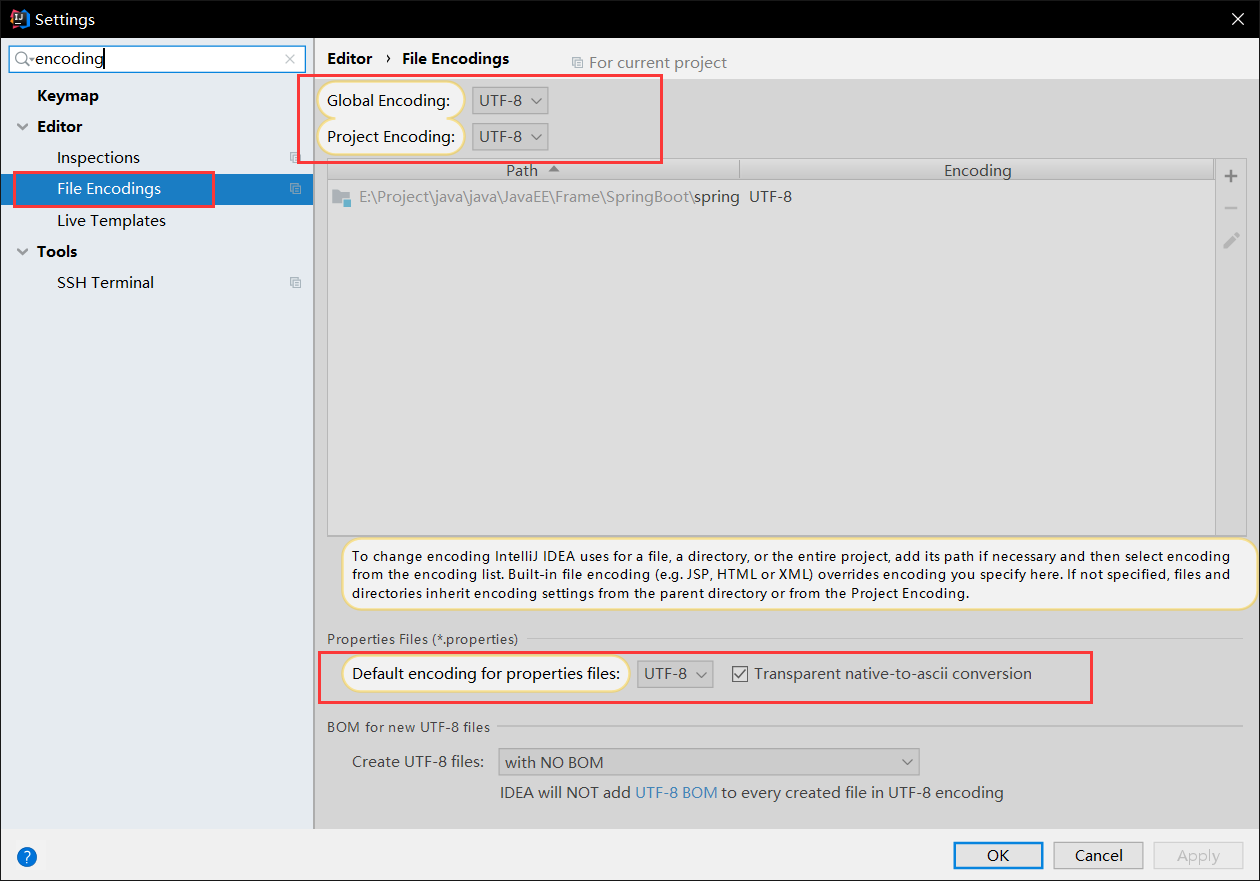 Settings
encoding
Keymap
Editor
Inspections
File Encodings
Live Templates
Tools
SSH Terminal
Editor › File Encodings
For current project
Global Encoding: UTF-8
Project Encoding: UTF-8
Path Encoding
E:\Project\java\java\JavaEE\Frame\SpringBoot\spring UTF-8
To change encoding IntelliJ IDEA uses for a file, a directory, or the entire project, add its path if necessary and then select encoding
from the encoding list. Built-in file encoding (e.g. JSP, HTML or XML) overrides encoding you specify here. If not specified, files and
directories inherit encoding settings from the parent directory or from the Project Encoding.
Properties Files (*.properties)
Default encoding for properties files: UTF-8 Transparent native-to-ascii conversion
BOM for new UTF-8 files
Create UTF-8 files: with NO BOM
IDEA will NOT add UTF-8 BOM to every created file in UTF-8 encoding
? OK Cancel Apply